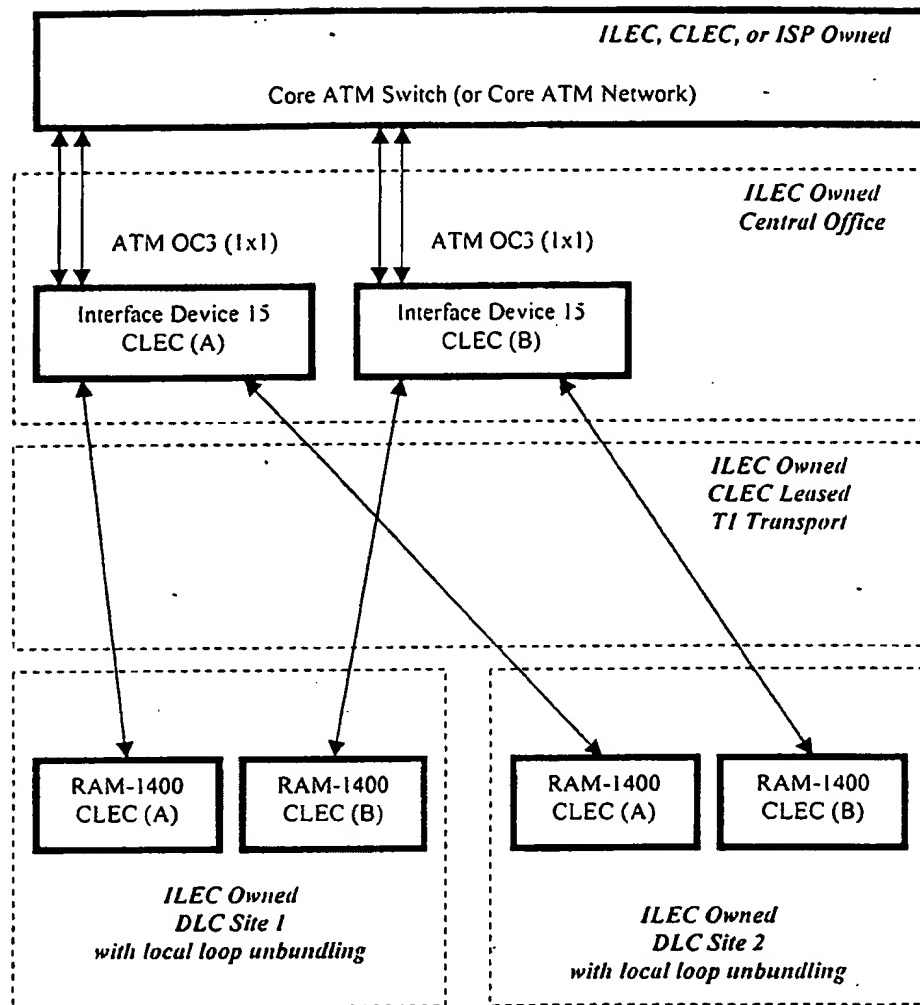 ILEC, CLEC, or ISP Owned
Core ATM Switch (or Core ATM Network)
ILEC Owned
Central Office
ATM OC3 (1x1)
ATM OC3 (1x1)
Interface Device 15
CLEC (A)
Interface Device 15
CLEC (B)
ILEC Owned
CLEC Leased
T1 Transport
RAM-1400
CLEC (A)
RAM-1400
CLEC (B)
RAM-1400
CLEC (A)
RAM-1400
CLEC (B)
ILEC Owned
DLC Site 1
with local loop unbundling
ILEC Owned
DLC Site 2
with local loop unbundling